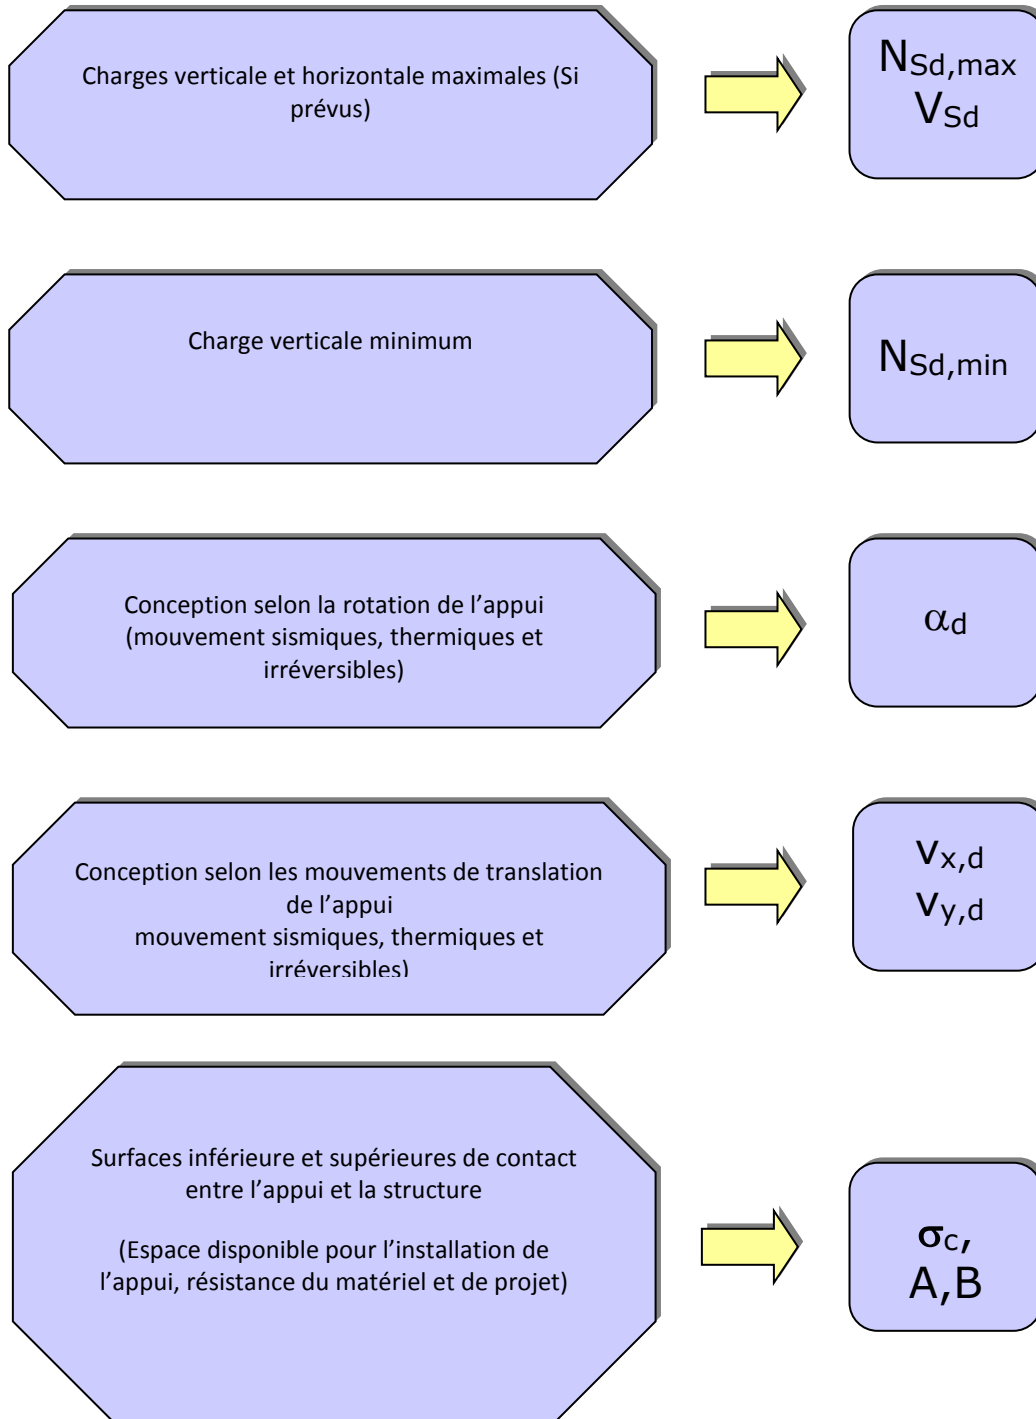 Charges verticale et horizontale maximales (Si
prévus)
NSd,max
VSd
Charge verticale minimum
NSd,min
Conception selon la rotation de l’appui
(mouvement sismiques, thermiques et
irréversibles)
αd
Conception selon les mouvements de translation
de l’appui
mouvement sismiques, thermiques et
irréversibles)
vx,d
vy,d
Surfaces inférieure et supérieures de contact
entre l’appui et la structure
(Espace disponible pour l’installation de
l’appui, résistance du matériel et de projet)
σc,
A,B